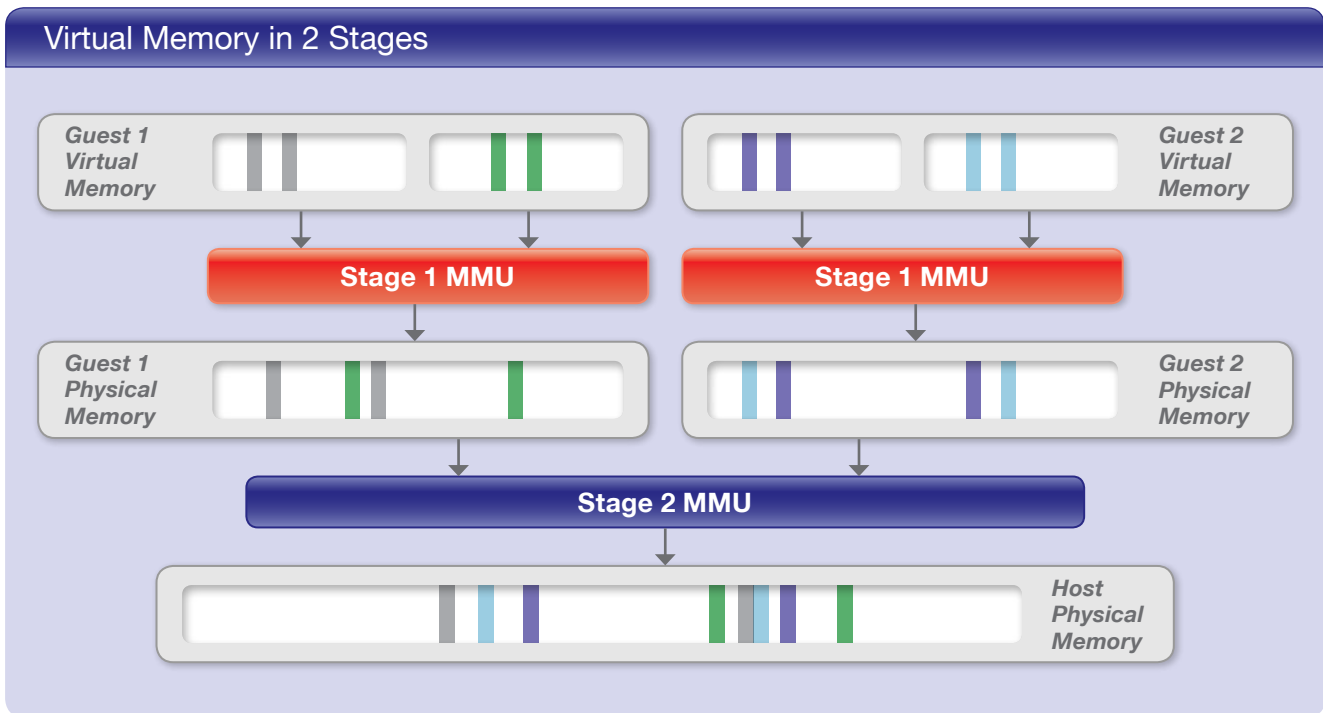 Virtual Memory in 2 Stages
Guest 1
Virtual
Memory
Guest 2
Virtual
Memory
Stage 1 MMU
Stage 1 MMU
Guest 1
Physical
Memory
Guest 2
Physical
Memory
Stage 2 MMU
Host
Physical
Memory